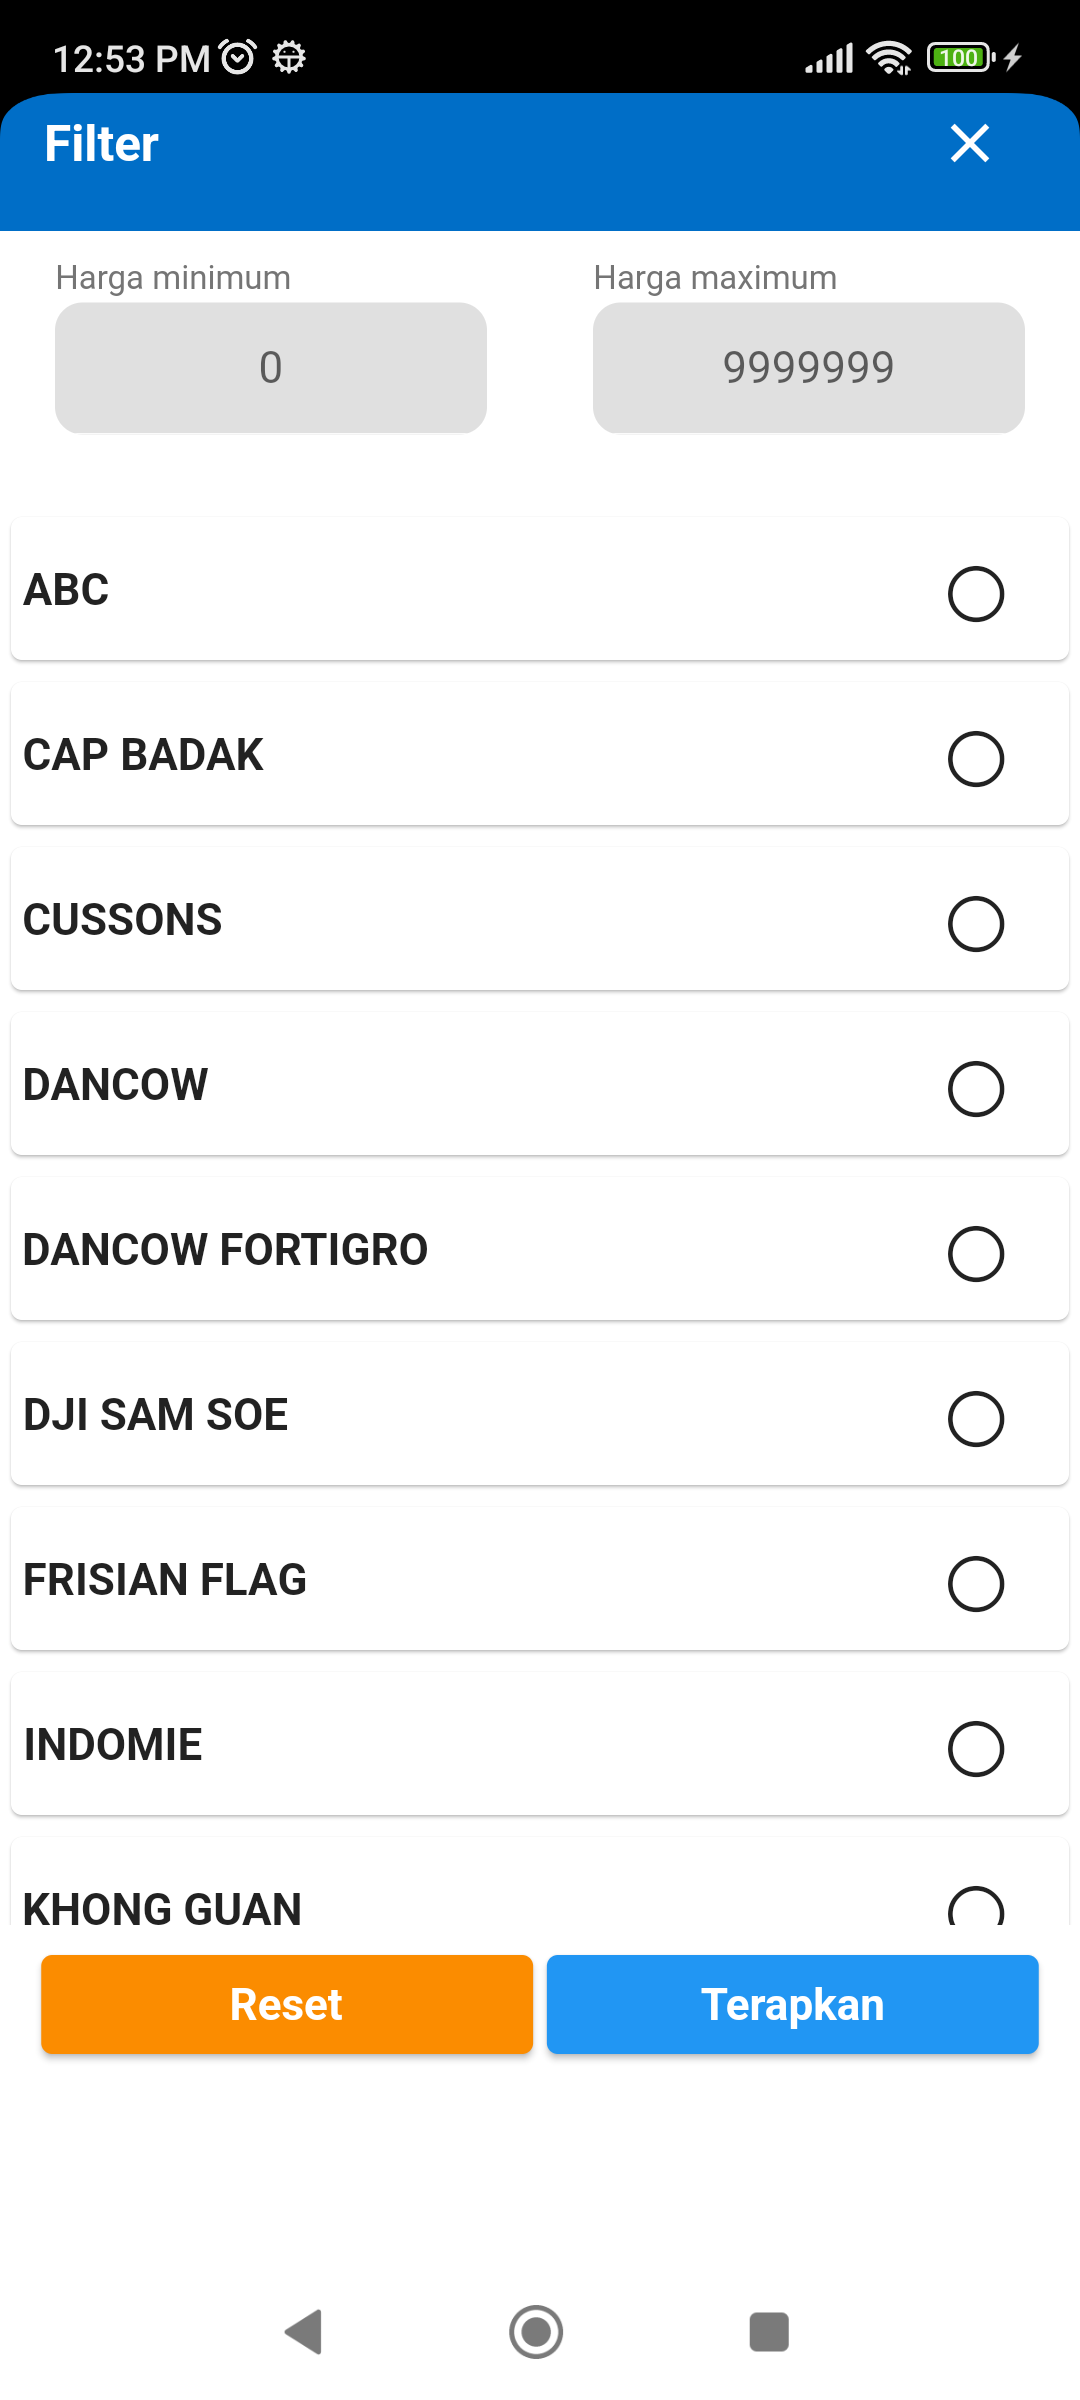 12:53 PM
100
Filter
Harga minimum
Harga maximum
0
9999999
ABC
CAP BADAK
CUSSONS
DANCOW
DANCOW FORTIGRO
DJI SAM SOE
FRISIAN FLAG
INDOMIE
KHONG GUAN
Reset
Terapkan